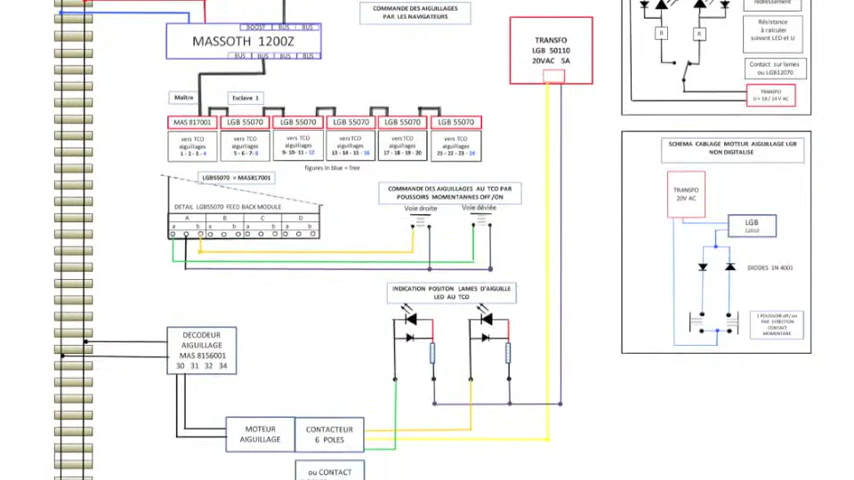 COMMANDE DES AIGUILLAGES
PAR LES NAVIGATEURS
BOOST BUS BUS
MASSOTH 1200Z
BUS BUS BUS
TRANSFO
LGB 50110
20VAC 5A
redressement
R R
Résistance
à calculer
suivant LED et U
Contact sur lames
ou LGB12070
TRANSFO
U = 18 / 19 V AC
Maître
Esclave 1
MAS 817001
LGB 55070
LGB 55070
LGB 55070
LGB 55070
LGB 55070
vers TCO
aiguillages
1 - 2 - 3 - 4
vers TCO
aiguillages
5 - 6 - 7 - 8
vers TCO
aiguillages
9- 10- 11 - 12
vers TCO
aiguillages
13 - 14 - 15 - 16
vers TCO
aiguillages
17 - 18 - 19 - 20
vers TCO
aiguillages
21 - 22 - 23 - 24
figures in blue = free
LGB55070 = MAS817001
DETAIL LGB55070 FEED BACK MODULE
A B C D
a b a b a b a b
COMMANDE DES AIGUILLAGES AU TCO PAR
POUSSOIRS MOMENTANNES OFF /ON
Voie droite
Voie déviée
SCHEMA CABLAGE MOTEUR AIGUILLAGE LGB
NON DIGITALISE
TRANSFO
20V AC
LGB
DIODES 1N 4001
1 POUSSOIR off / on
PAR DIRECTION
CONTACT
MOMENTANE
INDICATION POSITON LAMES D'AIGUILLE
LED AU TCO
DECODEUR
AIGUILLAGE
MAS 8156001
30 31 32 34
MOTEUR
AIGUILLAGE
CONTACTEUR
6 POLES
ou CONTACT